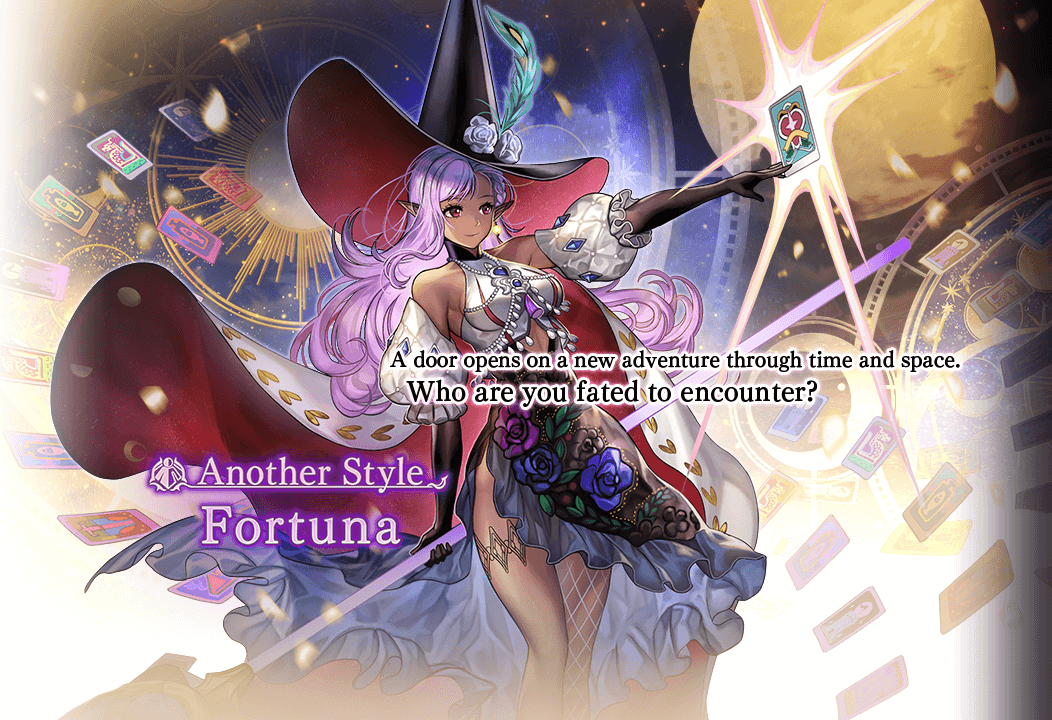 A door opens on a new adventure through time and space.
Who are you fated to encounter?
Another Style
Fortuna